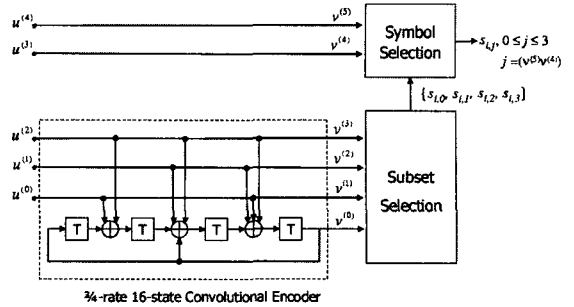 u(4)
v(5)
u(3)
v(4)
Symbol
Selection
s_{i,j}, 0 ≤ j ≤ 3
j = (v(5)v(4))
{s_{i,0}, s_{i,1}, s_{i,2}, s_{i,3}}
u(2)
v(3)
u(1)
v(2)
u(0)
v(1)
v(0)
T
T
T
T
Subset
Selection
¾-rate 16-state Convolutional Encoder